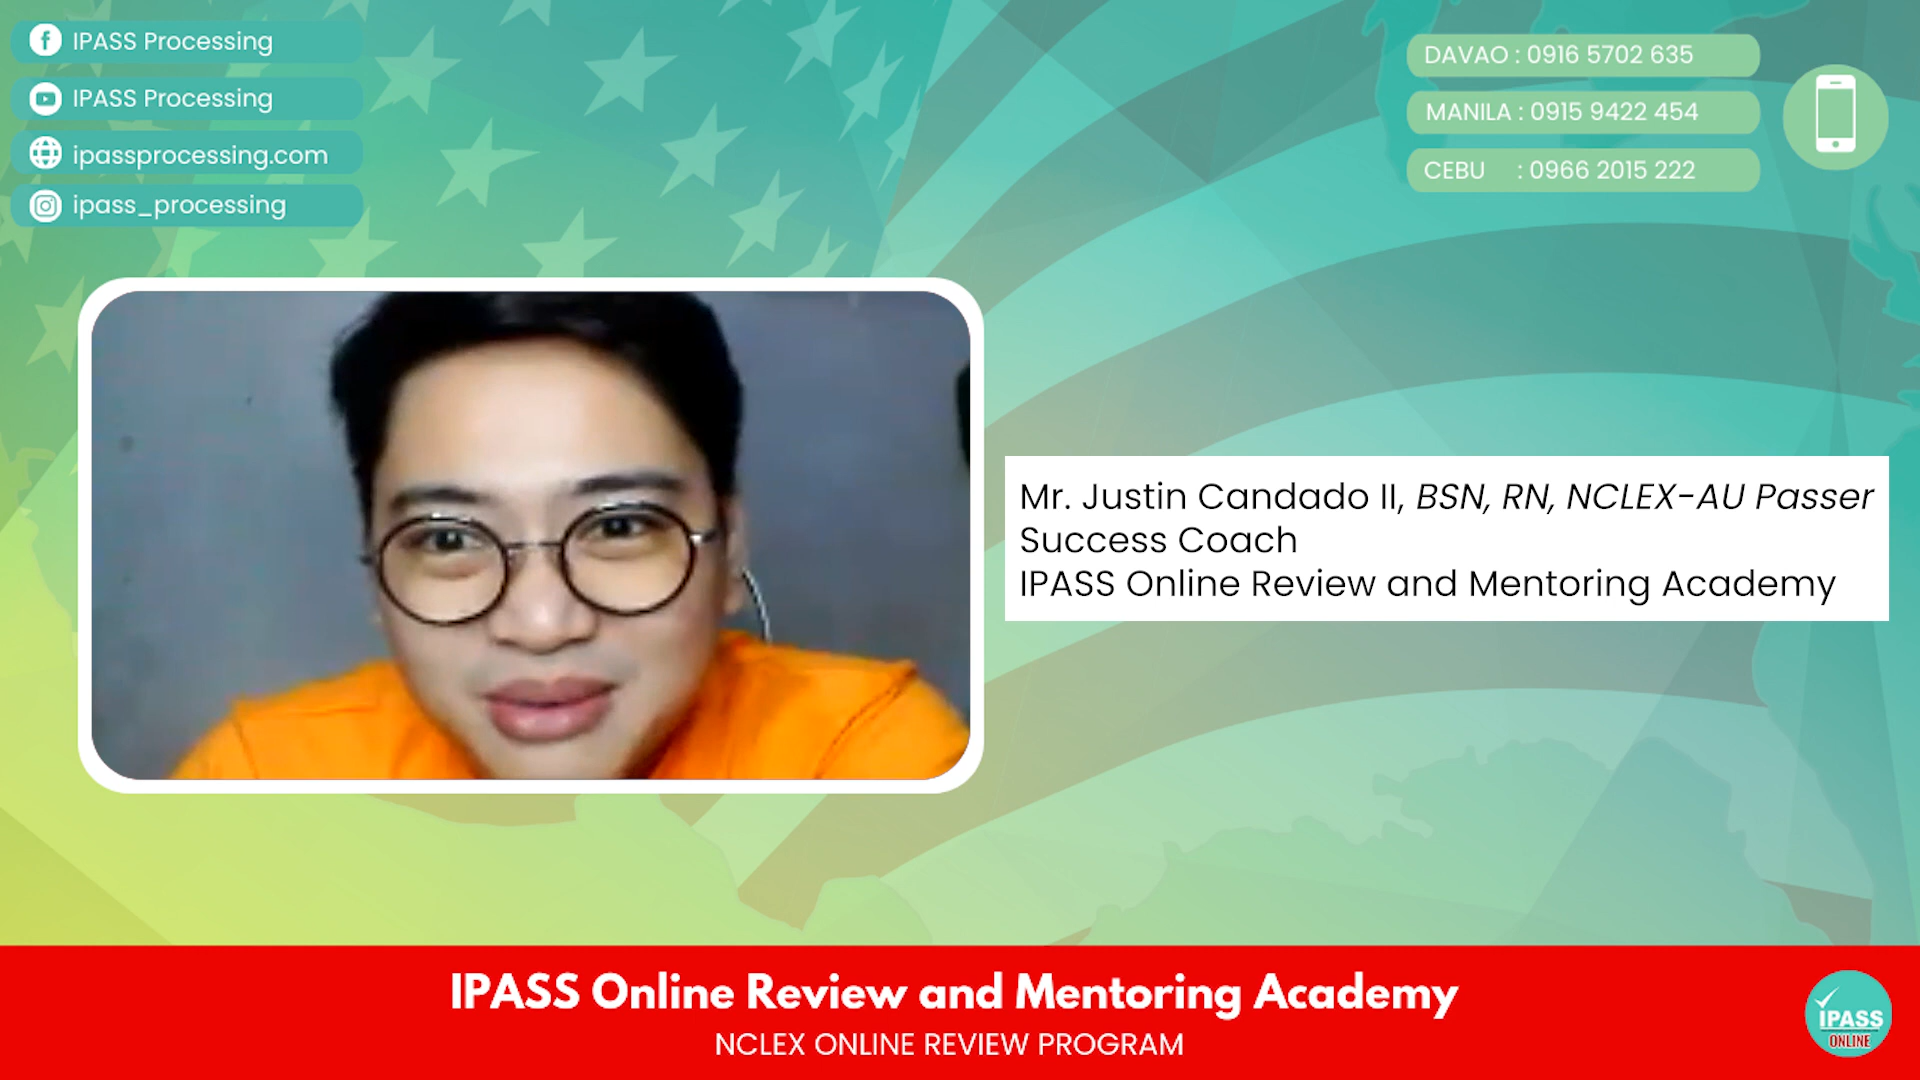 IPASS Processing
IPASS Processing
ipassprocessing.com
ipass_processing
DAVAO : 0916 5702 635
MANILA : 0915 9422 454
CEBU : 0966 2015 222
Mr. Justin Candado II, BSN, RN, NCLEX-AU Passer
Success Coach
IPASS Online Review and Mentoring Academy
IPASS Online Review and Mentoring Academy
NCLEX ONLINE REVIEW PROGRAM
iPASS
ONLINE